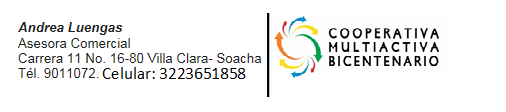 Andrea Luengas
Asesora Comercial
Carrera 11 No. 16-80 Villa Clara- Soacha
Tél. 9011072. Celular: 3223651858
COOPERATIVA
MULTIACTIVA
BICENTENARIO